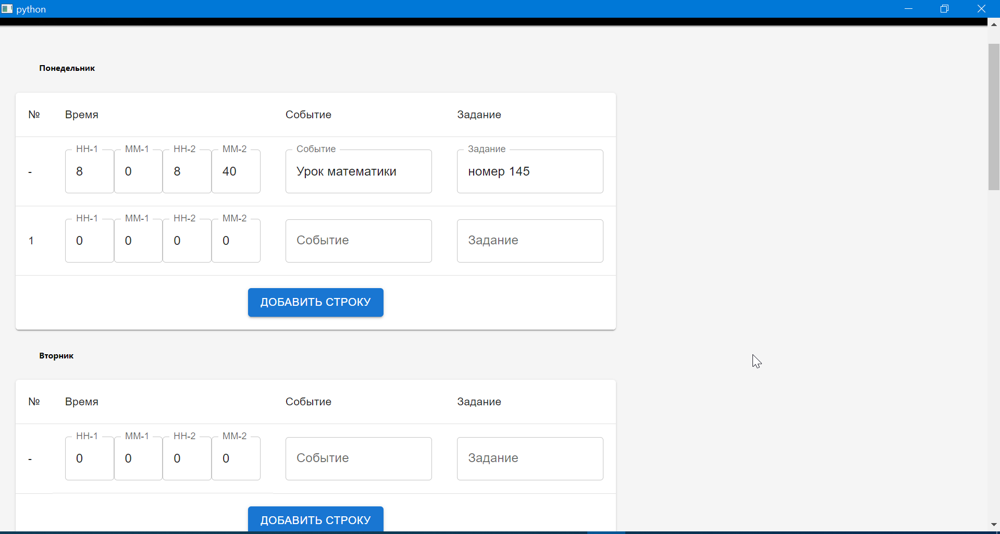 python
Понедельник
№ Время Событие Задание
HH-1 MM-1 HH-2 MM-2 Событие Задание
- 8 0 8 40 Урок математики номер 145
HH-1 MM-1 HH-2 MM-2
1 0 0 0 0 Событие Задание
ДОБАВИТЬ СТРОКУ
Вторник
№ Время Событие Задание
HH-1 MM-1 HH-2 MM-2
- 0 0 0 0 Событие Задание
ДОБАВИТЬ СТРОКУ